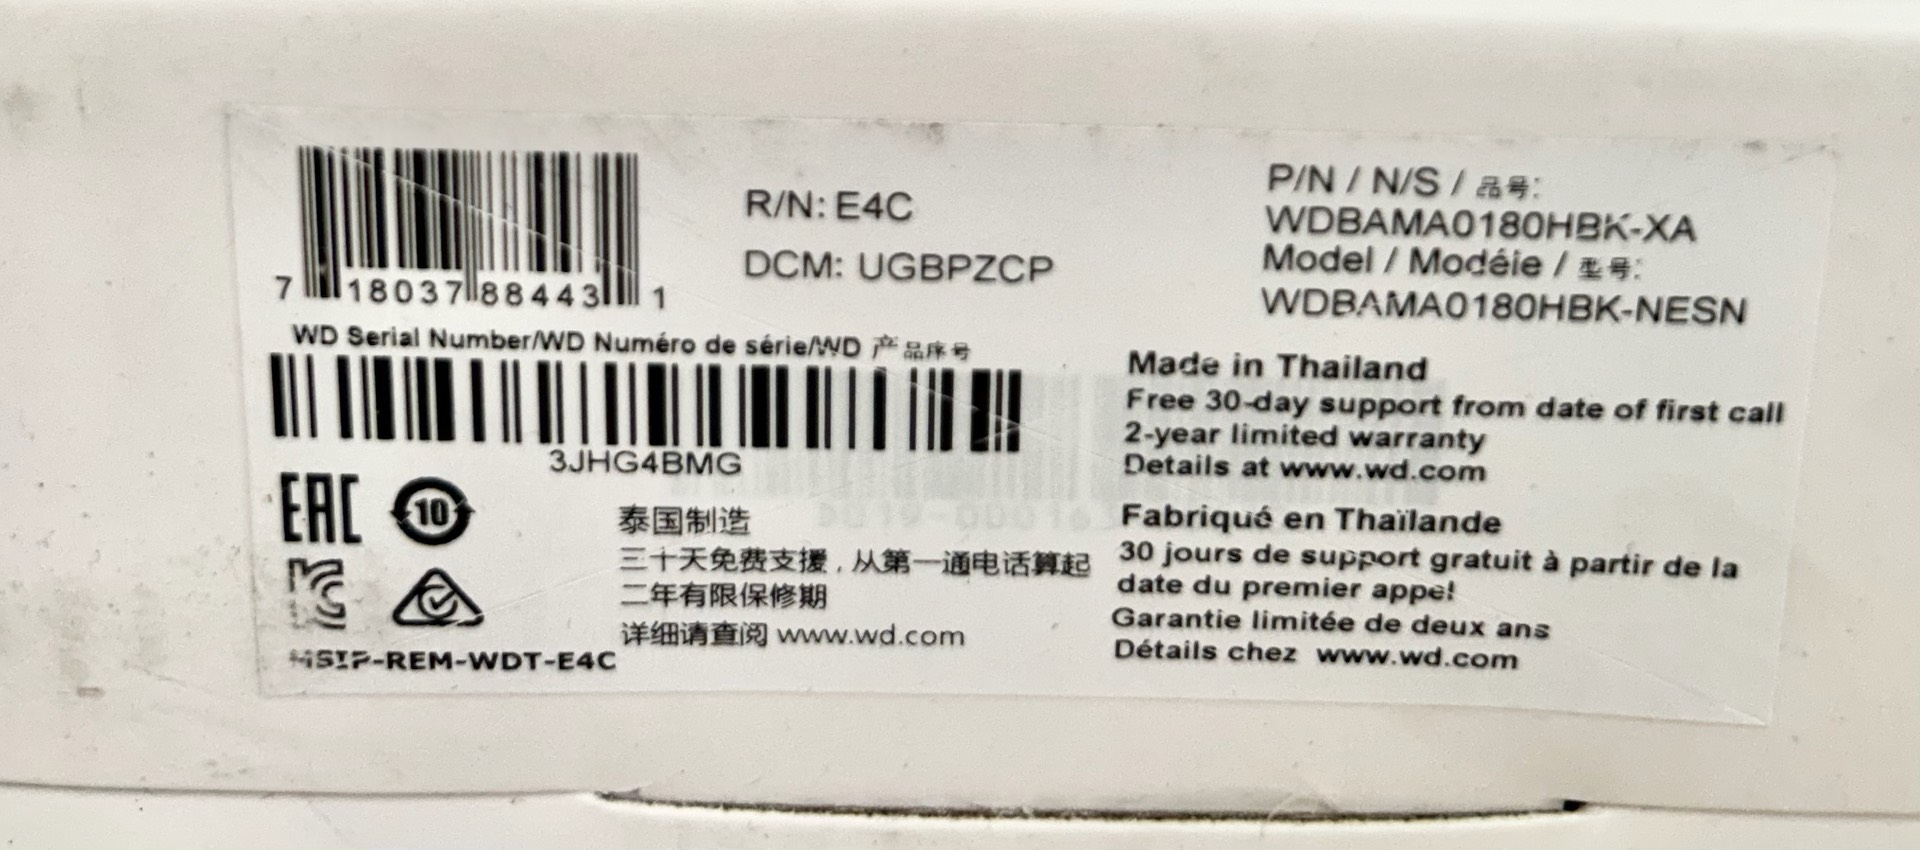 7 18037 88443 1
R/N: E4C
DCM: UGBPZCP
P/N / N/S / 品号:
WDBAMA0180HBK-XA
Model / Modéle / 型号:
WDBAMA0180HBK-NESN
WD Serial Number/WD Numéro de série/WD 产品序号
3JHG4BMG
EAC
10
MSIP-REM-WDT-E4C
泰国制造
三十天免费支援，从第一通电话算起
二年有限保修期
详细请查阅 www.wd.com
Made in Thailand
Free 30-day support from date of first call
2-year limited warranty
Details at www.wd.com
Fabriqué en Thaïlande
30 jours de support gratuit à partir de la
date du premier appel
Garantie limitée de deux ans
Détails chez www.wd.com